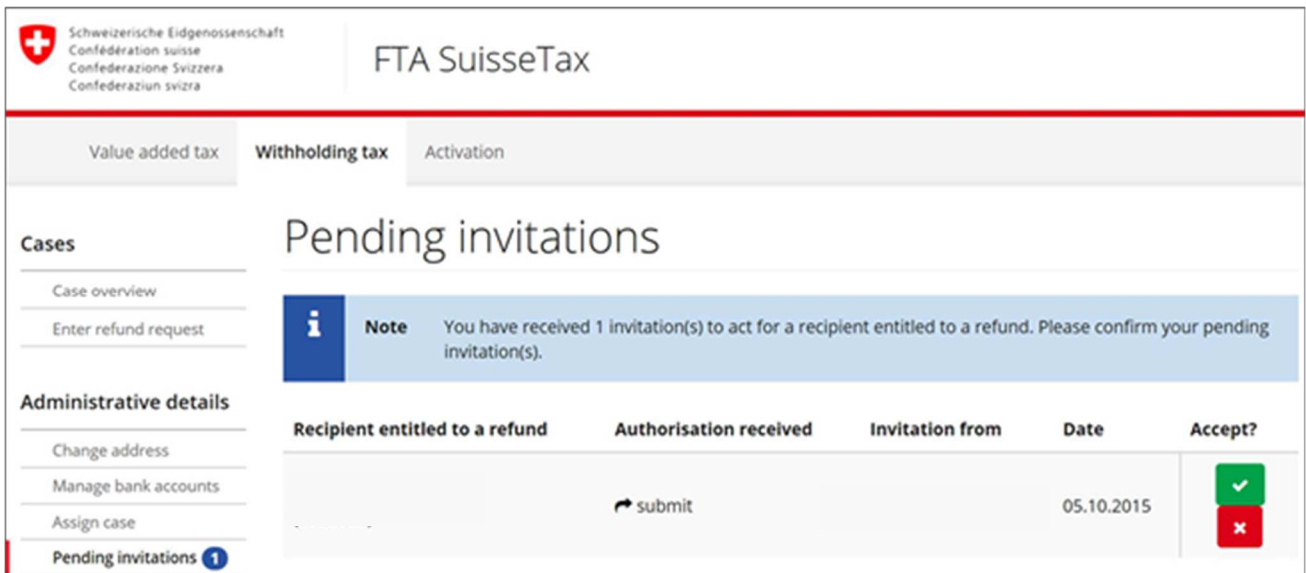 Schweizerische Eidgenossenschaft
Confédération suisse
Confederazione Svizzera
Confederaziun svizra
FTA SuisseTax
Value added tax Withholding tax Activation
Cases
Case overview
Enter refund request
Administrative details
Change address
Manage bank accounts
Assign case
Pending invitations 1
Pending invitations
Note You have received 1 invitation(s) to act for a recipient entitled to a refund. Please confirm your pending
invitation(s).
Recipient entitled to a refund Authorisation received Invitation from Date Accept?
submit 05.10.2015